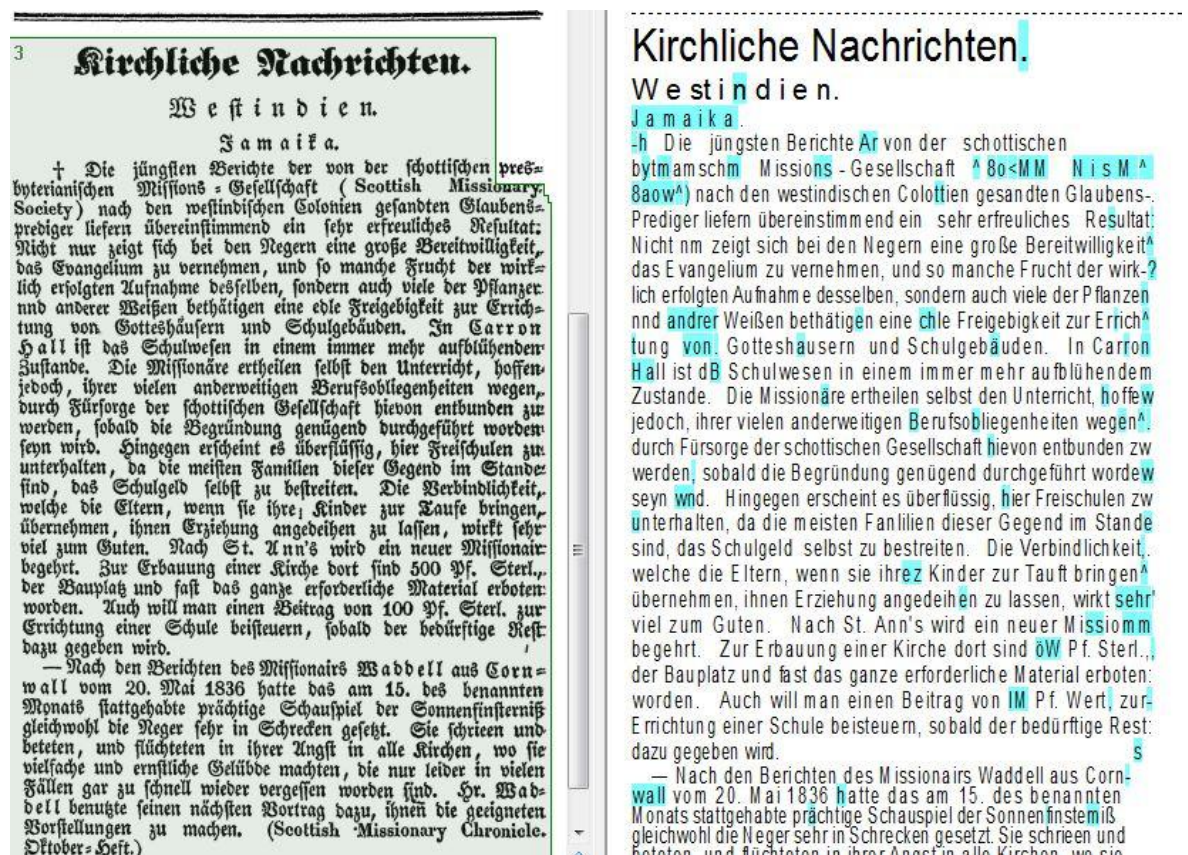 3
Kirchliche Nachrichten.
Westindien.
Jamaika.
† Die jüngsten Berichte der von der schottischen pres=
byterianischen Missions = Gesellschaft ( Scottish Missionary
Society ) nach den westindischen Colonien gesandten Glaubens=
prediger liefern übereinstimmend ein sehr erfreuliches Resultat:
Nicht nur zeigt sich bei den Negern eine große Bereitwilligkeit,
das Evangelium zu vernehmen, und so manche Frucht der wirk=
lich erfolgten Aufnahme desselben, sondern auch viele der Pflanzer
nnd anderer Weißen bethätigen eine edle Freigebigkeit zur Errich=
tung von Gotteshäusern und Schulgebäuden. In Carron
Hall ist das Schulwesen in einem immer mehr aufblühenden
Zustande. Die Missionäre ertheilen selbst den Unterricht, hoffen
jedoch, ihrer vielen anderweitigen Berufsobliegenheiten wegen,
durch Fürsorge der schottischen Gesellschaft hievon entbunden zu
werden, sobald die Begründung genügend durchgeführt worden
seyn wird. Hingegen erscheint es überflüssig, hier Freischulen zu
unterhalten, da die meisten Familien dieser Gegend im Stande
sind, das Schulgeld selbst zu bestreiten. Die Verbindlichkeit,
welche die Eltern, wenn sie ihre Kinder zur Taufe bringen,
übernehmen, ihnen Erziehung angedeihen zu lassen, wirkt sehr
viel zum Guten. Nach St. Ann's wird ein neuer Missionair
begehrt. Zur Erbauung einer Kirche dort sind 500 Pf. Sterl.,
der Bauplatz und fast das ganze erforderliche Material erboten
worden. Auch will man einen Beitrag von 100 Pf. Sterl. zur
Errichtung einer Schule beisteuern, sobald der bedürftige Rest
dazu gegeben wird.
— Nach den Berichten des Missionairs Waddell aus Corn=
wall vom 20. Mai 1836 hatte das am 15. des benannten
Monats stattgehabte prächtige Schauspiel der Sonnenfinsterniß
gleichwohl die Neger sehr in Schrecken gesetzt. Sie schrieen und
beteten, und flüchteten in ihrer Angst in alle Kirchen, wo sie
vielfache und ernstliche Gelübde machten, die nur leider in vielen
Fällen gar zu schnell wieder vergessen worden sind. Hr. Wad=
dell benutzte seinen nächsten Vortrag dazu, ihnen die geeigneten
Vorstellungen zu machen. (Scottish Missionary Chronicle.
Oktober=Heft.)
Kirchliche Nachrichten.
Westindien.
Jamaika.
-h Die jüngsten Berichte Ar von der schottischen
bytmamschm Missions - Gesellschaft ^ 8o<MM NisM^
8aow^) nach den westindischen Colottien gesandten Glaubens-.
Prediger liefern übereinstimmend ein sehr erfreuliches Resultat:
Nicht nm zeigt sich bei den Negern eine große Bereitwilligkeit^
das Evangelium zu vernehmen, und so manche Frucht der wirk-?
lich erfolgten Aufnahme desselben, sondern auch viele der Pflanzen
nnd andrer Weißen bethätigen eine chle Freigebigkeit zur Errich^
tung von. Gotteshausern und Schulgebäuden. In Carron
Hall ist dB Schulwesen in einem immer mehr aufblühendem
Zustande. Die Missionäre ertheilen selbst den Unterricht, hoffew
jedoch, ihrer vielen anderweitigen Berufsobliegenheiten wegen^.
durch Fürsorge der schottischen Gesellschaft hievon entbunden zw
werden, sobald die Begründung genügend durchgeführt wordew
seyn wnd. Hingegen erscheint es überflüssig, hier Freischulen zw
unterhalten, da die meisten Fanlilien dieser Gegend im Stande
sind, das Schulgeld selbst zu bestreiten. Die Verbindlichkeit,.
welche die Eltern, wenn sie ihrez Kinder zur Tauft bringen^
übernehmen, ihnen Erziehung angedeihen zu lassen, wirkt sehr'
viel zum Guten. Nach St. Ann's wird ein neuer Missiomm
begehrt. Zur Erbauung einer Kirche dort sind öW Pf. Sterl.,,
der Bauplatz und fast das ganze erforderliche Material erboten:
worden. Auch will man einen Beitrag von IM Pf. Wert, zur-
Errichtung einer Schule beisteuern, sobald der bedürftige Rest:
dazu gegeben wird. s
— Nach den Berichten des Missionairs Waddell aus Corn-
wall vom 20. Mai 1836 hatte das am 15. des benannten
Monats stattgehabte prächtige Schauspiel der Sonnenfinstemiß
gleichwohl die Neger sehr in Schrecken gesetzt. Sie schrieen und
beteten, und flüchteten in ihrer Angst in alle Kirchen, wo sie